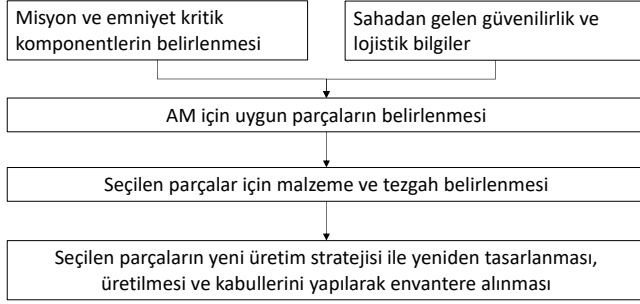 Misyon ve emniyet kritik
komponentlerin belirlenmesi
Sahadan gelen güvenilirlik ve
lojistik bilgiler
AM için uygun parçaların belirlenmesi
Seçilen parçalar için malzeme ve tezgah belirlenmesi
Seçilen parçaların yeni üretim stratejisi ile yeniden tasarlanması,
üretilmesi ve kabullerini yapılarak envantere alınması